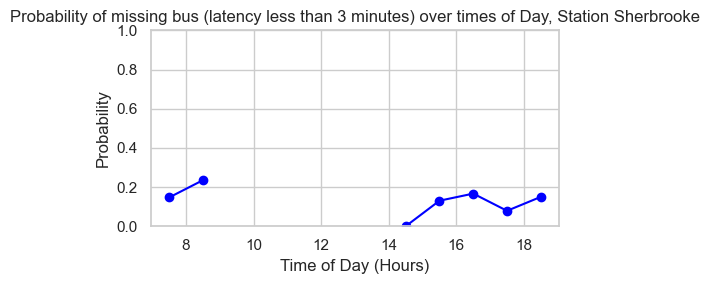 Probability of missing bus (latency less than 3 minutes) over times of Day, Station Sherbrooke
1.0
0.8
0.6
0.4
0.2
0.0
Probability
8 10 12 14 16 18
Time of Day (Hours)